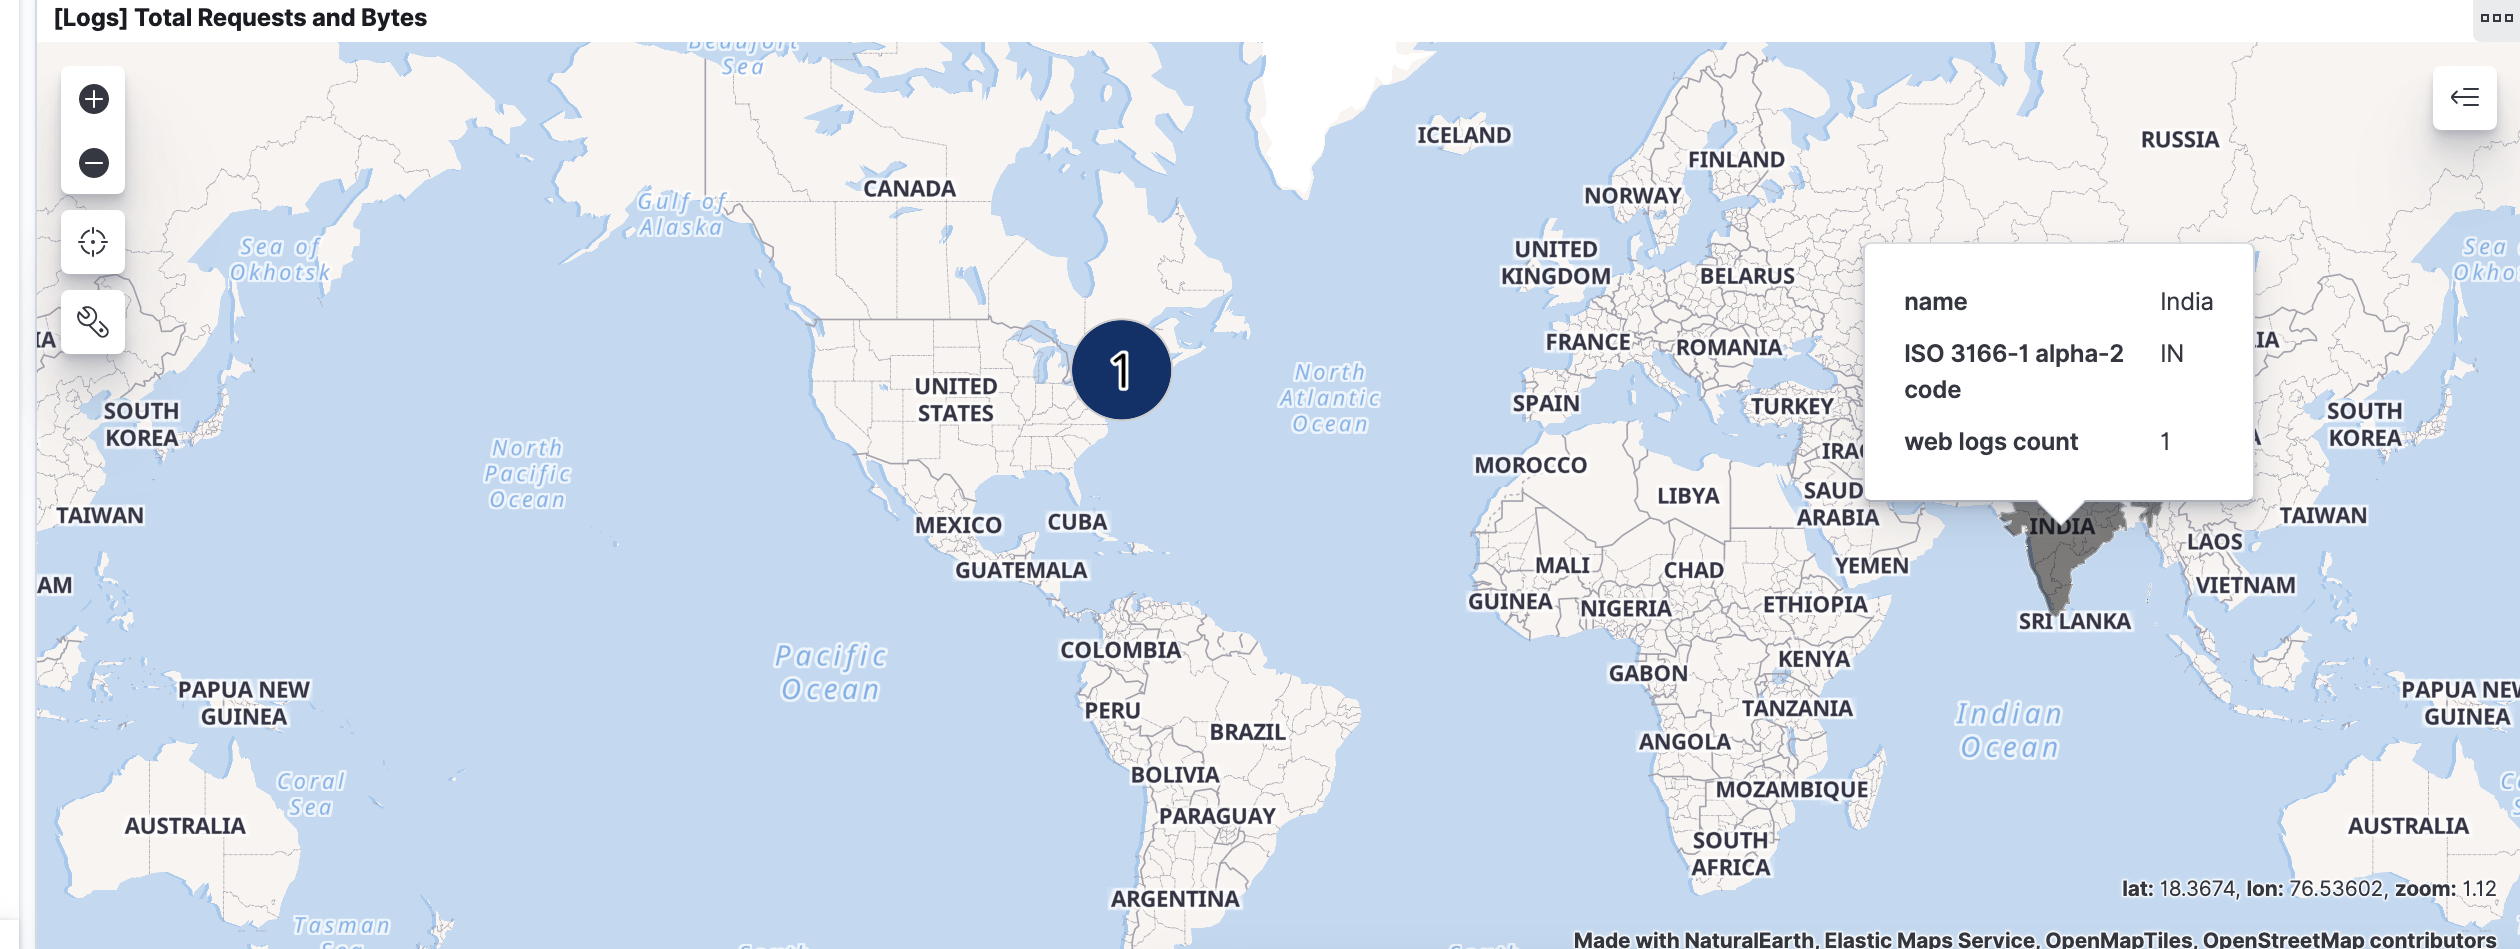 [Logs] Total Requests and Bytes
Beaufort
Sea
ICELAND
RUSSIA
FINLAND
CANADA
NORWAY
Gulf of
Alaska
Sea of
Okhotsk
UNITED
KINGDOM
BELARUS
Sea
Okho
name India
ISO 3166-1 alpha-2 IN
code
web logs count 1
IA
FRANCE
ROMANIA
IA
1
UNITED
STATES
North
Atlantic
Ocean
SPAIN
TURKEY
SOUTH
KOREA
SOUTH
KOREA
North
Pacific
Ocean
MOROCCO
IRAQ
A
LIBYA
SAUD
ARABIA
TAIWAN
MEXICO
CUBA
INDIA
TAIWAN
LAOS
GUATEMALA
MALI
CHAD
YEMEN
AM
VIETNAM
GUINEA
NIGERIA
ETHIOPIA
SRI LANKA
Pacific
Ocean
COLOMBIA
GABON
KENYA
PAPUA NEW
GUINEA
PERU
BRAZIL
TANZANIA
Indian
Ocean
PAPUA NEW
GUINEA
ANGOLA
Coral
Sea
BOLIVIA
MOZAMBIQUE
PARAGUAY
AUSTRALIA
SOUTH
AFRICA
AUSTRALIA
ARGENTINA
lat: 18.3674, lon: 76.53602, zoom: 1.12
Tasman
Sea
Made with NaturalEarth, Elastic Maps Service, OpenMapTiles, OpenStreetMap contributors